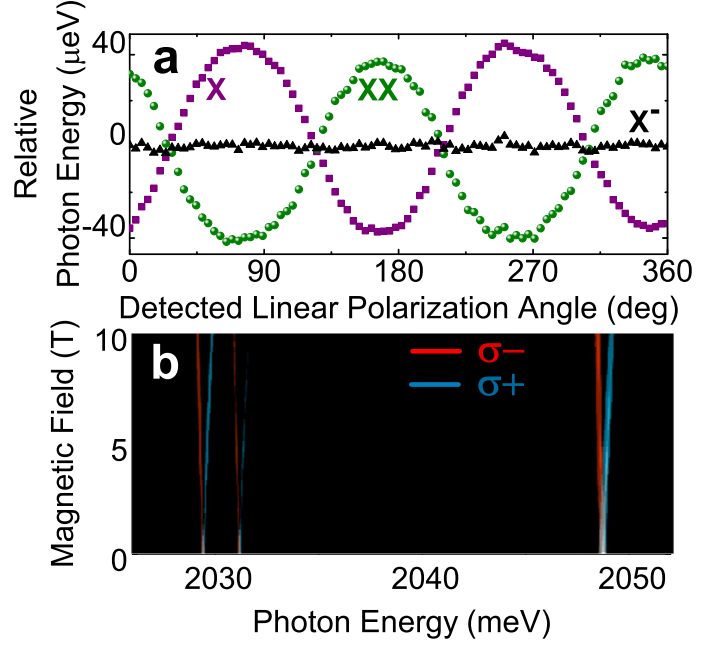 40
0
-40
Relative
Photon Energy (μeV)
a
X
XX
X-
0
90
180
270
360
Detected Linear Polarization Angle (deg)
10
5
0
Magnetic Field (T)
b
σ−
σ+
2030
2040
2050
Photon Energy (meV)